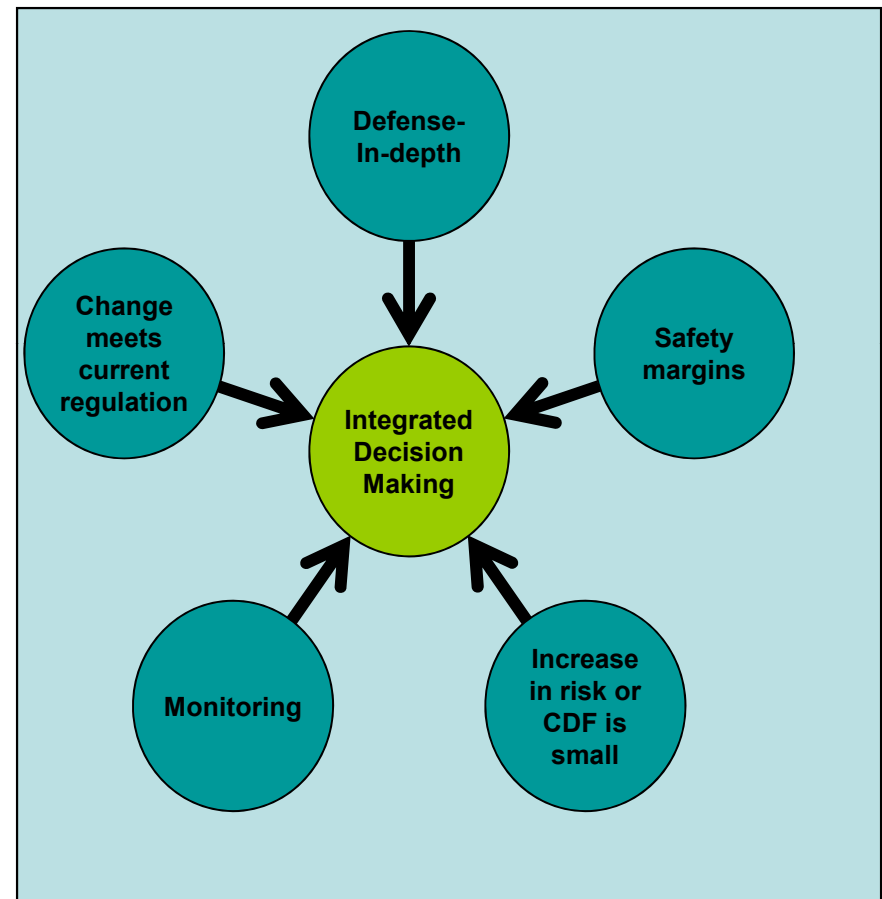 Defense-
In-depth
Change
meets
current
regulation
Safety
margins
Integrated
Decision
Making
Monitoring
Increase
in risk or
CDF is
small